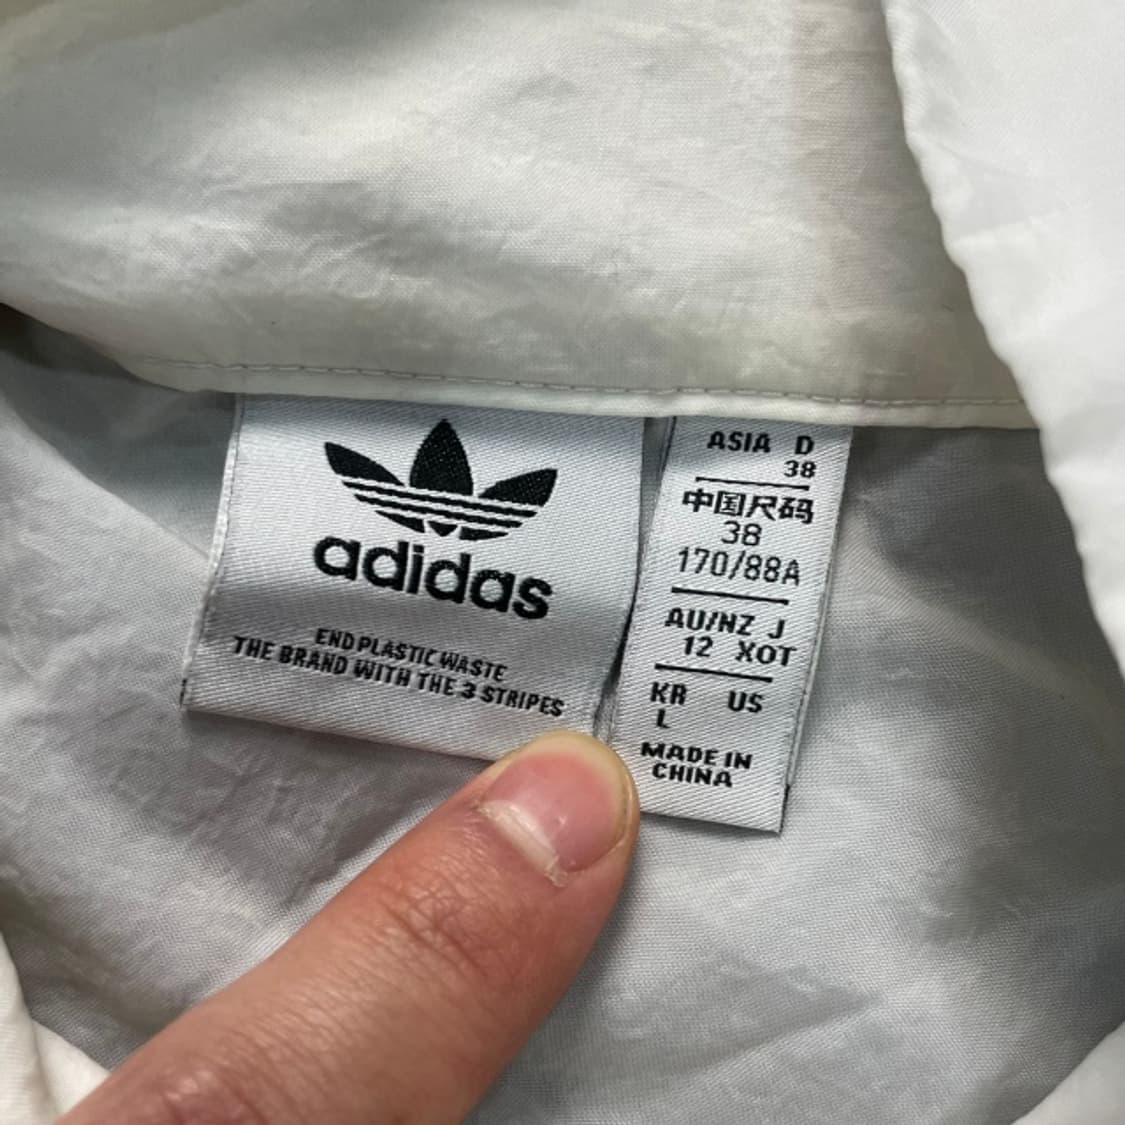 adidas
END PLASTIC WASTE
THE BRAND WITH THE 3 STRIPES
ASIA D
38
中国尺码
38
170/88A
AU/NZ J
12 XOT
KR US
L
MADE IN
CHINA